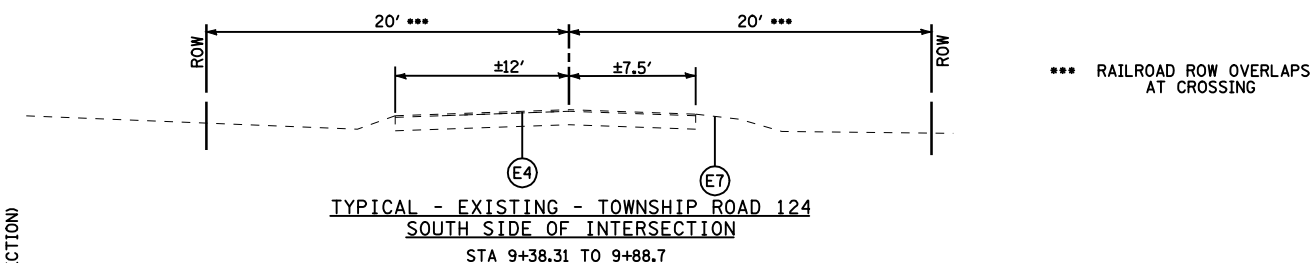 20' ***
20' ***
ROW
ROW
±12'
±7.5'
*** RAILROAD ROW OVERLAPS
AT CROSSING
E4
E7
TYPICAL - EXISTING - TOWNSHIP ROAD 124
SOUTH SIDE OF INTERSECTION
STA 9+38.31 TO 9+88.7
ECTION)